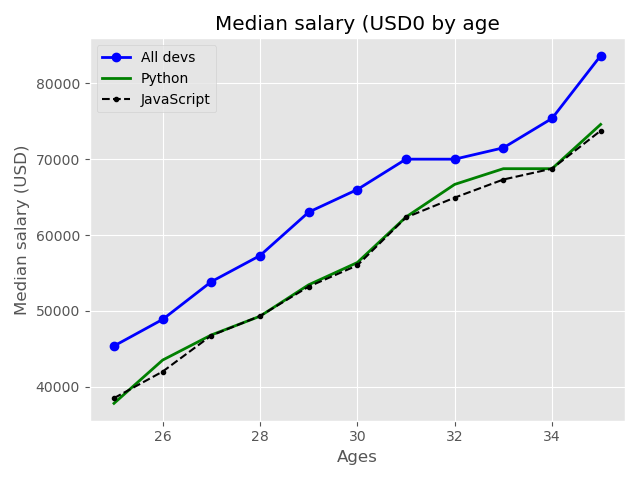 Median salary (USD0 by age
All devs
Python
JavaScript
Median salary (USD)
80000
70000
60000
50000
40000
26 28 30 32 34
Ages